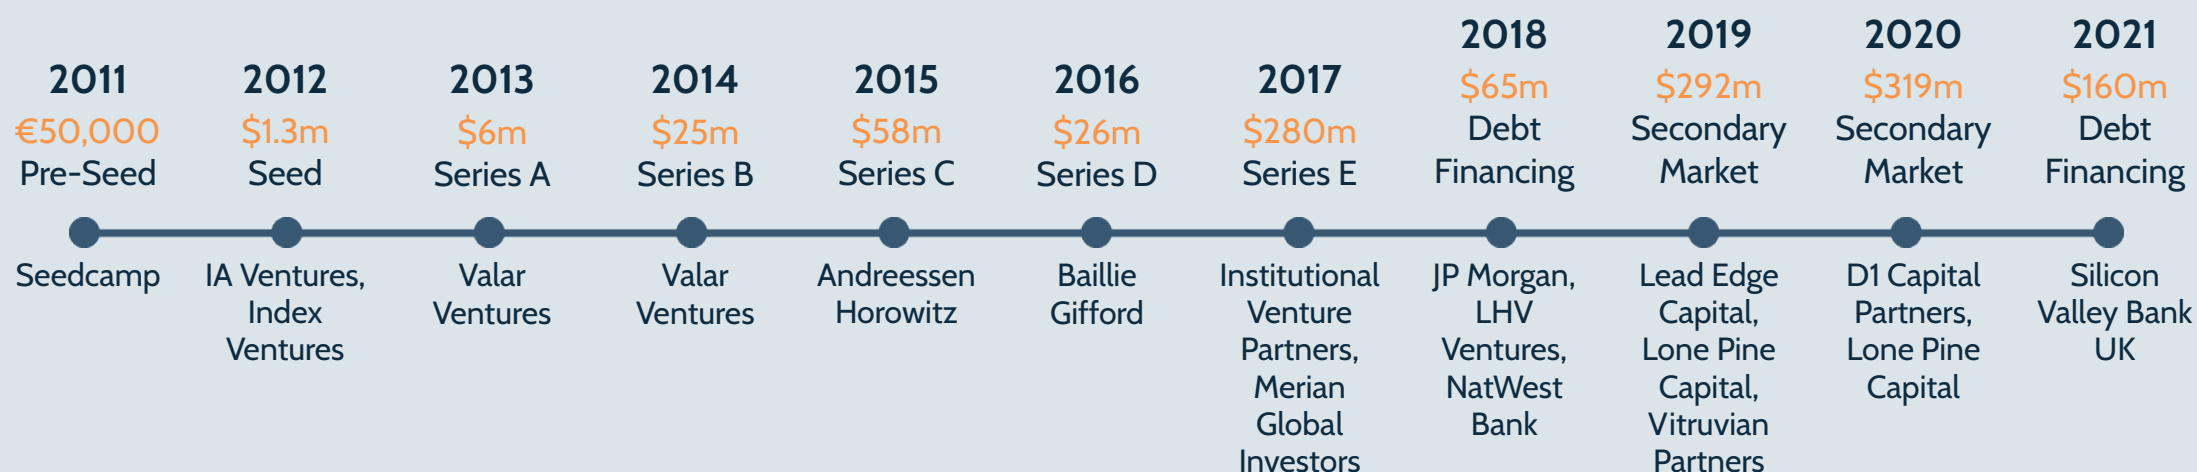 2011
€50,000
Pre-Seed
Seedcamp
2012
$1.3m
Seed
IA Ventures,
Index
Ventures
2013
$6m
Series A
Valar
Ventures
2014
$25m
Series B
Valar
Ventures
2015
$58m
Series C
Andreessen
Horowitz
2016
$26m
Series D
Baillie
Gifford
2017
$280m
Series E
Institutional
Venture
Partners,
Merian
Global
Investors
2018
$65m
Debt
Financing
JP Morgan,
LHV
Ventures,
NatWest
Bank
2019
$292m
Secondary
Market
Lead Edge
Capital,
Lone Pine
Capital,
Vitruvian
Partners
2020
$319m
Secondary
Market
D1 Capital
Partners,
Lone Pine
Capital
2021
$160m
Debt
Financing
Silicon
Valley Bank
UK